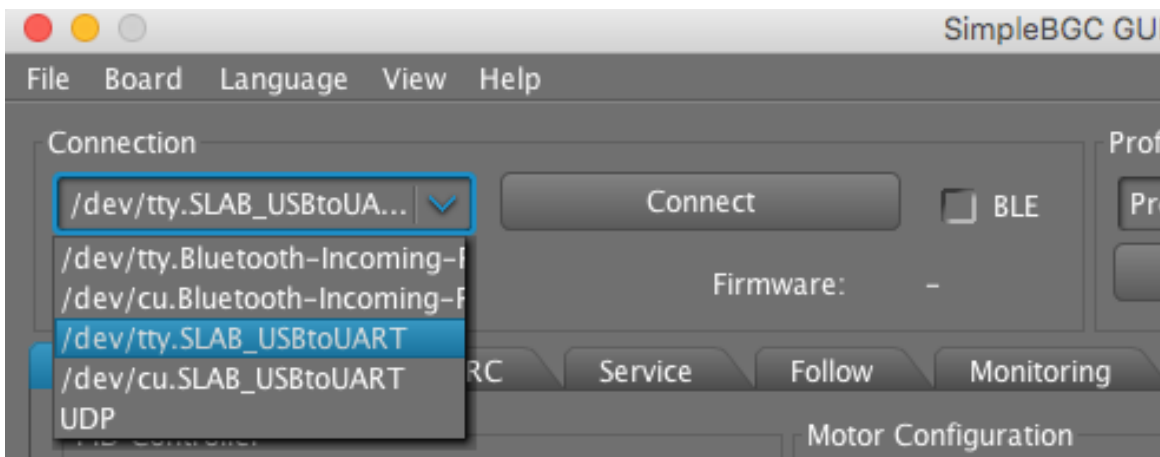 SimpleBGC GU
File Board Language View Help
Connection
Prof
/dev/tty.SLAB_USBtoUA...
Connect
BLE
Pr
/dev/tty.Bluetooth-Incoming-
/dev/cu.Bluetooth-Incoming-
Firmware: -
/dev/tty.SLAB_USBtoUART
/dev/cu.SLAB_USBtoUART
RC Service Follow Monitoring
UDP
Motor Configuration